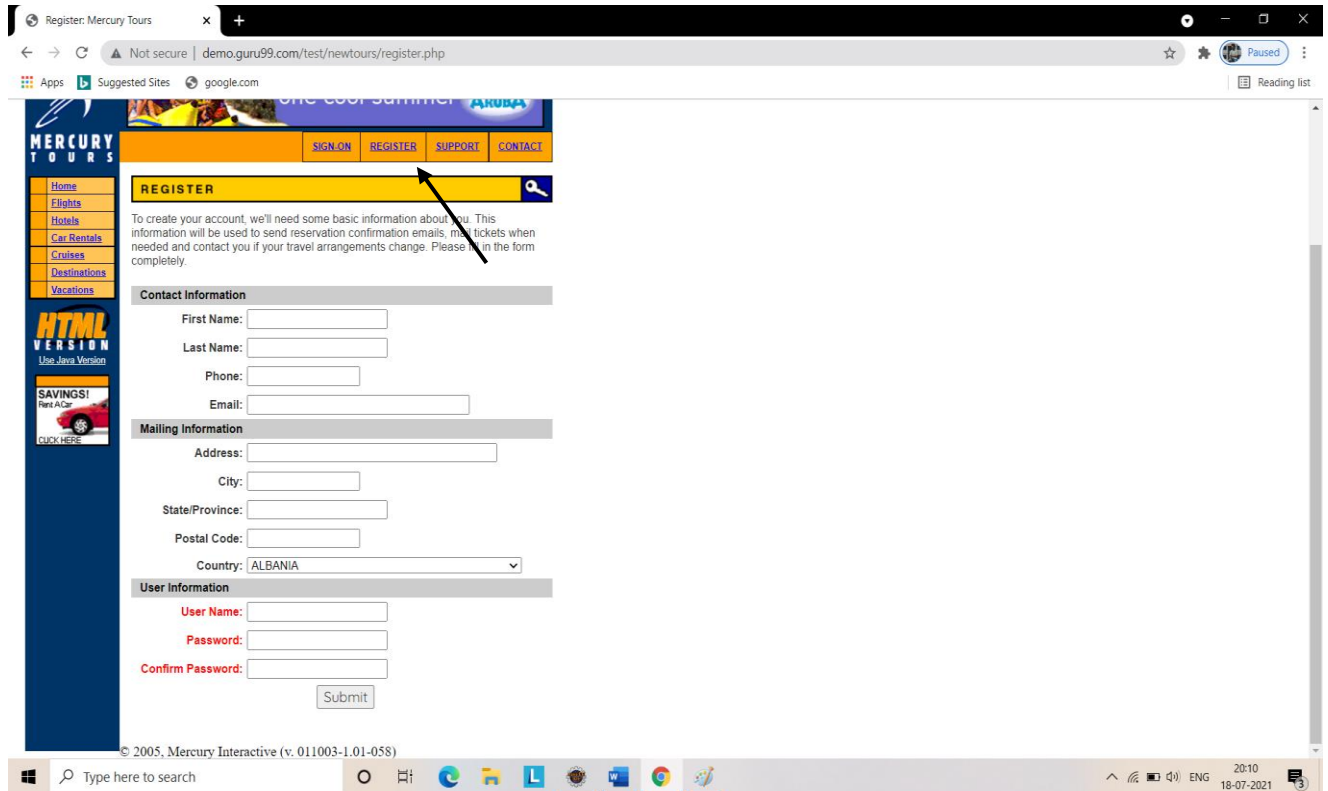 Register: Mercury Tours
Not secure | demo.guru99.com/test/newtours/register.php
Paused
Apps
Suggested Sites
google.com
Reading list
one cool summer
ARUBA
MERCURY
TOURS
SIGN-ON
REGISTER
SUPPORT
CONTACT
Home
Flights
Hotels
Car Rentals
Cruises
Destinations
Vacations
HTML
VERSION
Use Java Version
SAVINGS!
Rent A Car
CLICK HERE
REGISTER
To create your account, we'll need some basic information about you. This
information will be used to send reservation confirmation emails, mail tickets when
needed and contact you if your travel arrangements change. Please fill in the form
completely.
Contact Information
First Name:
Last Name:
Phone:
Email:
Mailing Information
Address:
City:
State/Province:
Postal Code:
Country: ALBANIA
User Information
User Name:
Password:
Confirm Password:
Submit
© 2005, Mercury Interactive (v. 011003-1.01-058)
Type here to search
L
ENG
20:10
18-07-2021
3